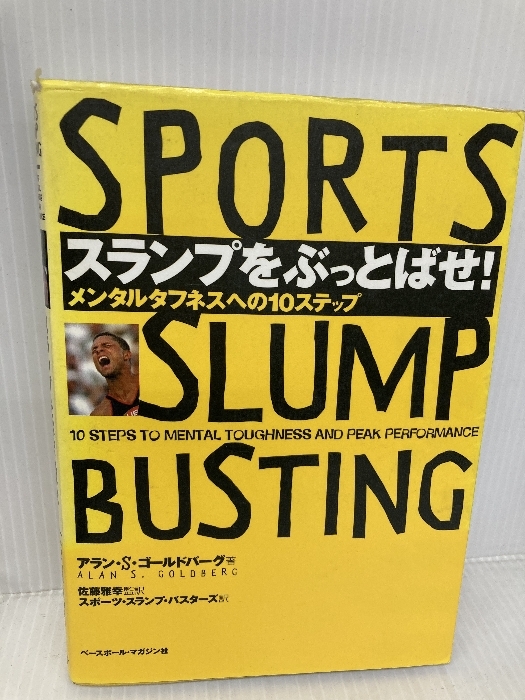 SPORTS
スランプをぶっとばせ！
メンタルタフネスへの10ステップ
SLUMP
10 STEPS TO MENTAL TOUGHNESS AND PEAK PERFORMANCE
BUSTING
アラン・S・ゴールドバーグ著
ALAN S. GOLDBERG
佐藤雅幸監訳
スポーツ・スランプ・バスターズ訳
ベースボール・マガジン社